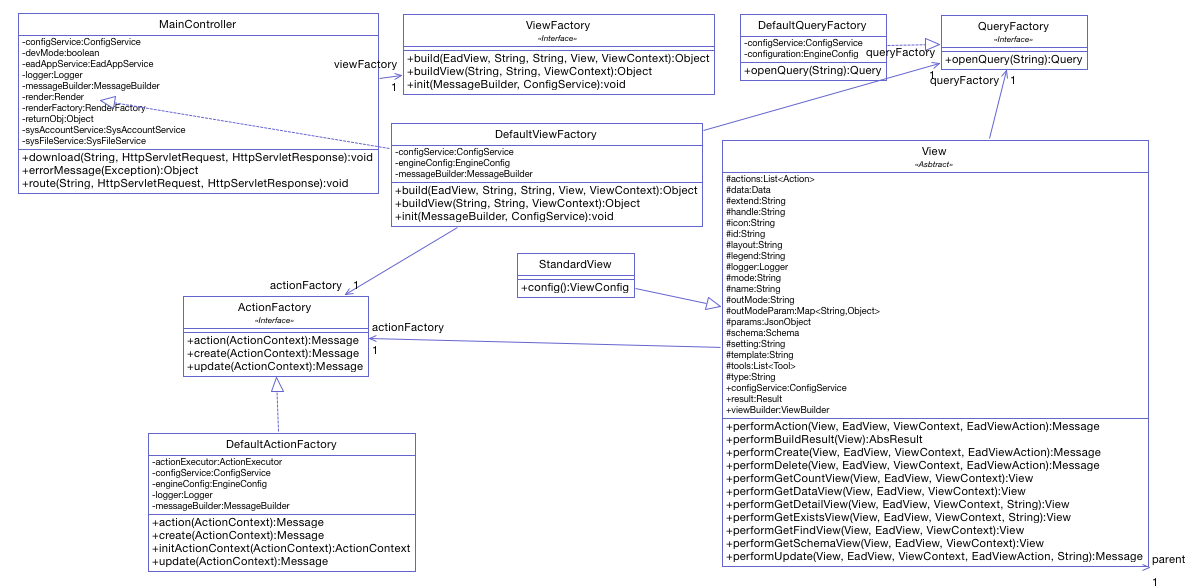 MainController
-configService:ConfigService
-devMode:boolean
-eadAppService:EadAppService
-logger:Logger
-messageBuilder:MessageBuilder
-render:Render
-renderFactory:RenderFactory
-returnObj:Object
-sysAccountService:SysAccountService
-sysFileService:SysFileService
+download(String, HttpServletRequest, HttpServletResponse):void
+errorMessage(Exception):Object
+route(String, HttpServletRequest, HttpServletResponse):void
viewFactory
1
ViewFactory
«Interface»
+build(EadView, String, String, View, ViewContext):Object
+buildView(String, String, ViewContext):Object
+init(MessageBuilder, ConfigService):void
DefaultQueryFactory
-configService:ConfigService
-configuration:EngineConfig
+openQuery(String):Query
queryFactory
1
QueryFactory
«Interface»
+openQuery(String):Query
queryFactory
1
DefaultViewFactory
-configService:ConfigService
-engineConfig:EngineConfig
-messageBuilder:MessageBuilder
+build(EadView, String, String, View, ViewContext):Object
+buildView(String, String, ViewContext):Object
+init(MessageBuilder, ConfigService):void
View
«Asbtract»
#actions:List<Action>
#data:Data
#extend:String
#handle:String
#icon:String
#id:String
#layout:String
#legend:String
#logger:Logger
#mode:String
#name:String
#outMode:String
#outModeParam:Map<String,Object>
#params:JsonObject
#schema:Schema
#setting:String
#template:String
#tools:List<Tool>
#type:String
+configService:ConfigService
+result:Result
+viewBuilder:ViewBuilder
+performAction(View, EadView, ViewContext, EadViewAction):Message
+performBuildResult(View):AbsResult
+performCreate(View, EadView, ViewContext, EadViewAction):Message
+performDelete(View, EadView, ViewContext, EadViewAction):Message
+performGetCountView(View, EadView, ViewContext):View
+performGetDataView(View, EadView, ViewContext):View
+performGetDetailView(View, EadView, ViewContext, String):View
+performGetExistsView(View, EadView, ViewContext, String):View
+performGetFindView(View, EadView, ViewContext):View
+performGetSchemaView(View, EadView, ViewContext):View
+performUpdate(View, EadView, ViewContext, EadViewAction, String):Message
parent
1
StandardView
+config():ViewConfig
actionFactory
1
ActionFactory
«Interface»
+action(ActionContext):Message
+create(ActionContext):Message
+update(ActionContext):Message
actionFactory
1
DefaultActionFactory
-actionExecutor:ActionExecutor
-configService:ConfigService
-engineConfig:EngineConfig
-logger:Logger
-messageBuilder:MessageBuilder
+action(ActionContext):Message
+create(ActionContext):Message
+initActionContext(ActionContext):ActionContext
+update(ActionContext):Message